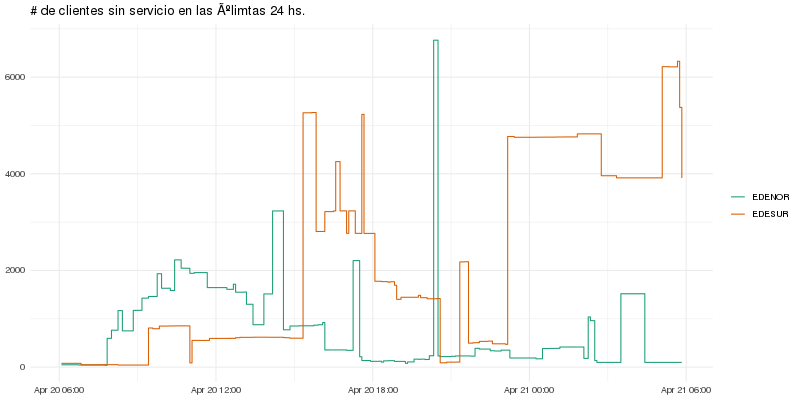 # de clientes sin servicio en las Ãºlimtas 24 hs.
6000
4000
2000
0
Apr 20 06:00
Apr 20 12:00
Apr 20 18:00
Apr 21 00:00
Apr 21 06:00
EDENOR
EDESUR